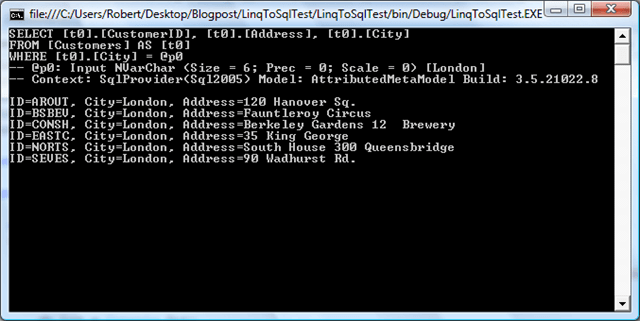 file:///C:/Users/Robert/Desktop/Blogpost/LinqToSqlTest/LinqToSqlTest/bin/Debug/LinqToSqlTest.EXE
SELECT [t0].[CustomerID], [t0].[Address], [t0].[City]
FROM [Customers] AS [t0]
WHERE [t0].[City] = @p0
-- @p0: Input NVarChar (Size = 6; Prec = 0; Scale = 0) [London]
-- Context: SqlProvider(Sql2005) Model: AttributedMetaModel Build: 3.5.21022.8
ID=AROUT, City=London, Address=120 Hanover Sq.
ID=BSBEV, City=London, Address=Fauntleroy Circus
ID=CONSH, City=London, Address=Berkeley Gardens 12  Brewery
ID=EASTC, City=London, Address=35 King George
ID=NORTS, City=London, Address=South House 300 Queensbridge
ID=SEVES, City=London, Address=90 Wadhurst Rd.